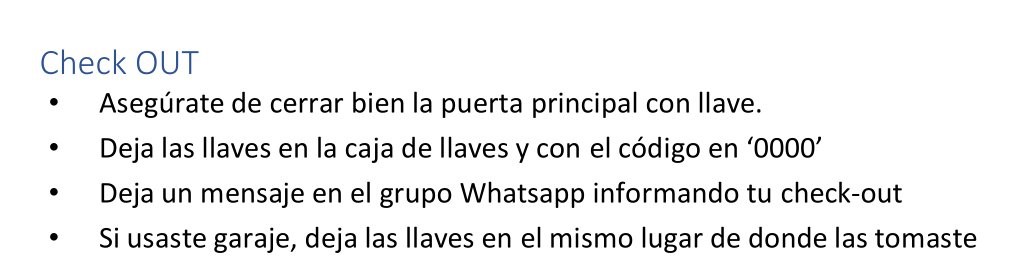 Check OUT
• Asegúrate de cerrar bien la puerta principal con llave.
• Deja las llaves en la caja de llaves y con el código en ‘0000’
• Deja un mensaje en el grupo Whatsapp informando tu check-out
• Si usaste garaje, deja las llaves en el mismo lugar de donde las tomaste